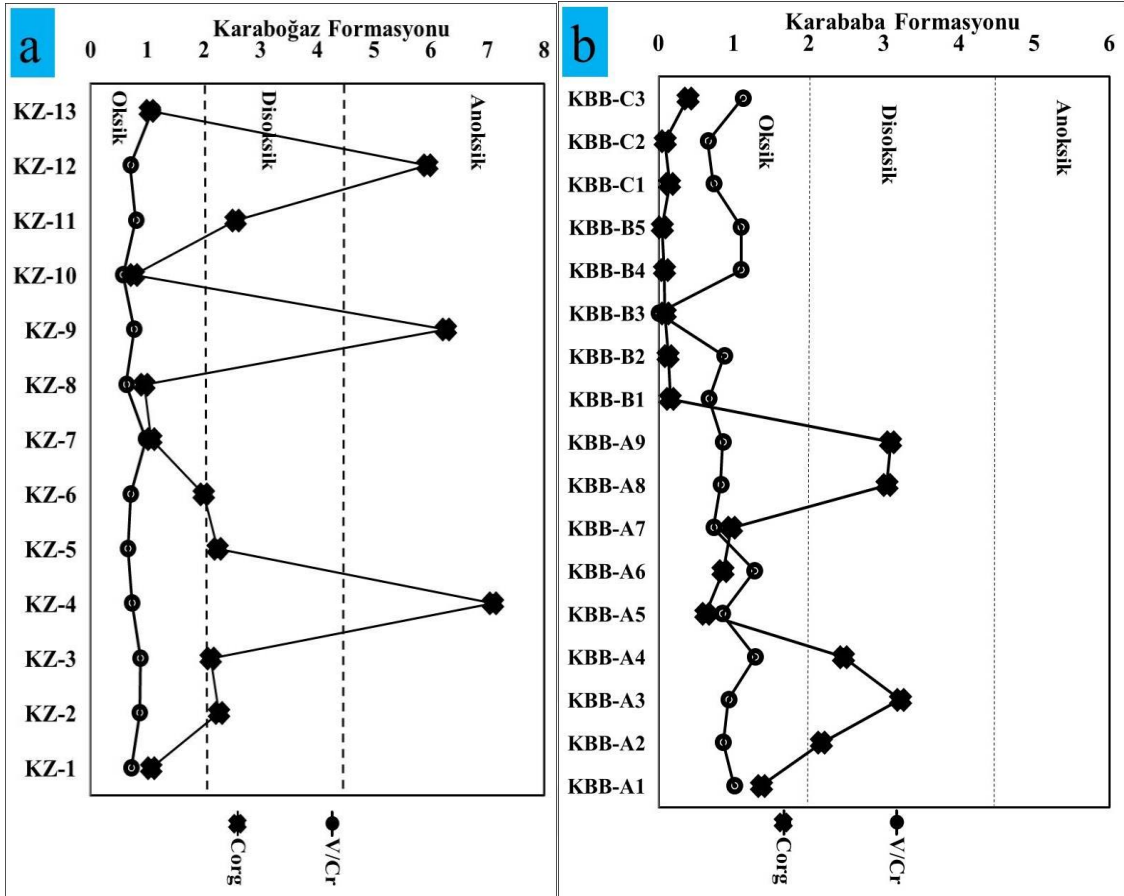 a
Karaboğaz Formasyonu
0 1 2 3 4 5 6 7 8
Oksik
Disoksik
Anoksik
KZ-13
KZ-12
KZ-11
KZ-10
KZ-9
KZ-8
KZ-7
KZ-6
KZ-5
KZ-4
KZ-3
KZ-2
KZ-1
Corg
V/Cr
b
Karababa Formasyonu
0 1 2 3 4 5 6
Oksik
Disoksik
Anoksik
KBB-C3
KBB-C2
KBB-C1
KBB-B5
KBB-B4
KBB-B3
KBB-B2
KBB-B1
KBB-A9
KBB-A8
KBB-A7
KBB-A6
KBB-A5
KBB-A4
KBB-A3
KBB-A2
KBB-A1
Corg
V/Cr